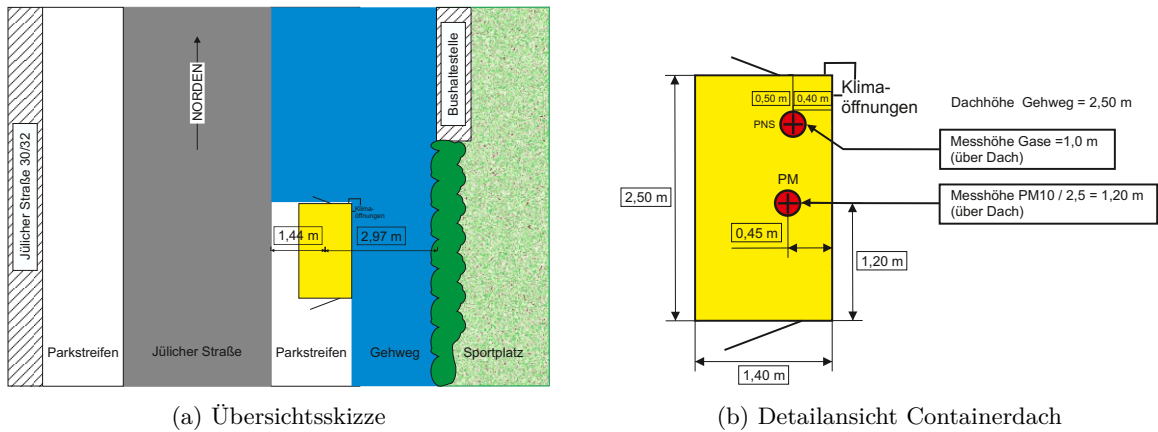 Jülicher Straße 30/32
NORDEN
Bushaltestelle
Klima-
öffnungen
1,44 m
2,97 m
Parkstreifen
Jülicher Straße
Parkstreifen
Gehweg
Sportplatz
(a) Übersichtsskizze
Klima-
öffnungen
0,50 m
0,40 m
PNS
Dachhöhe Gehweg = 2,50 m
Messhöhe Gase =1,0 m
(über Dach)
PM
2,50 m
Messhöhe PM10 / 2,5 = 1,20 m
(über Dach)
0,45 m
1,20 m
1,40 m
(b) Detailansicht Containerdach